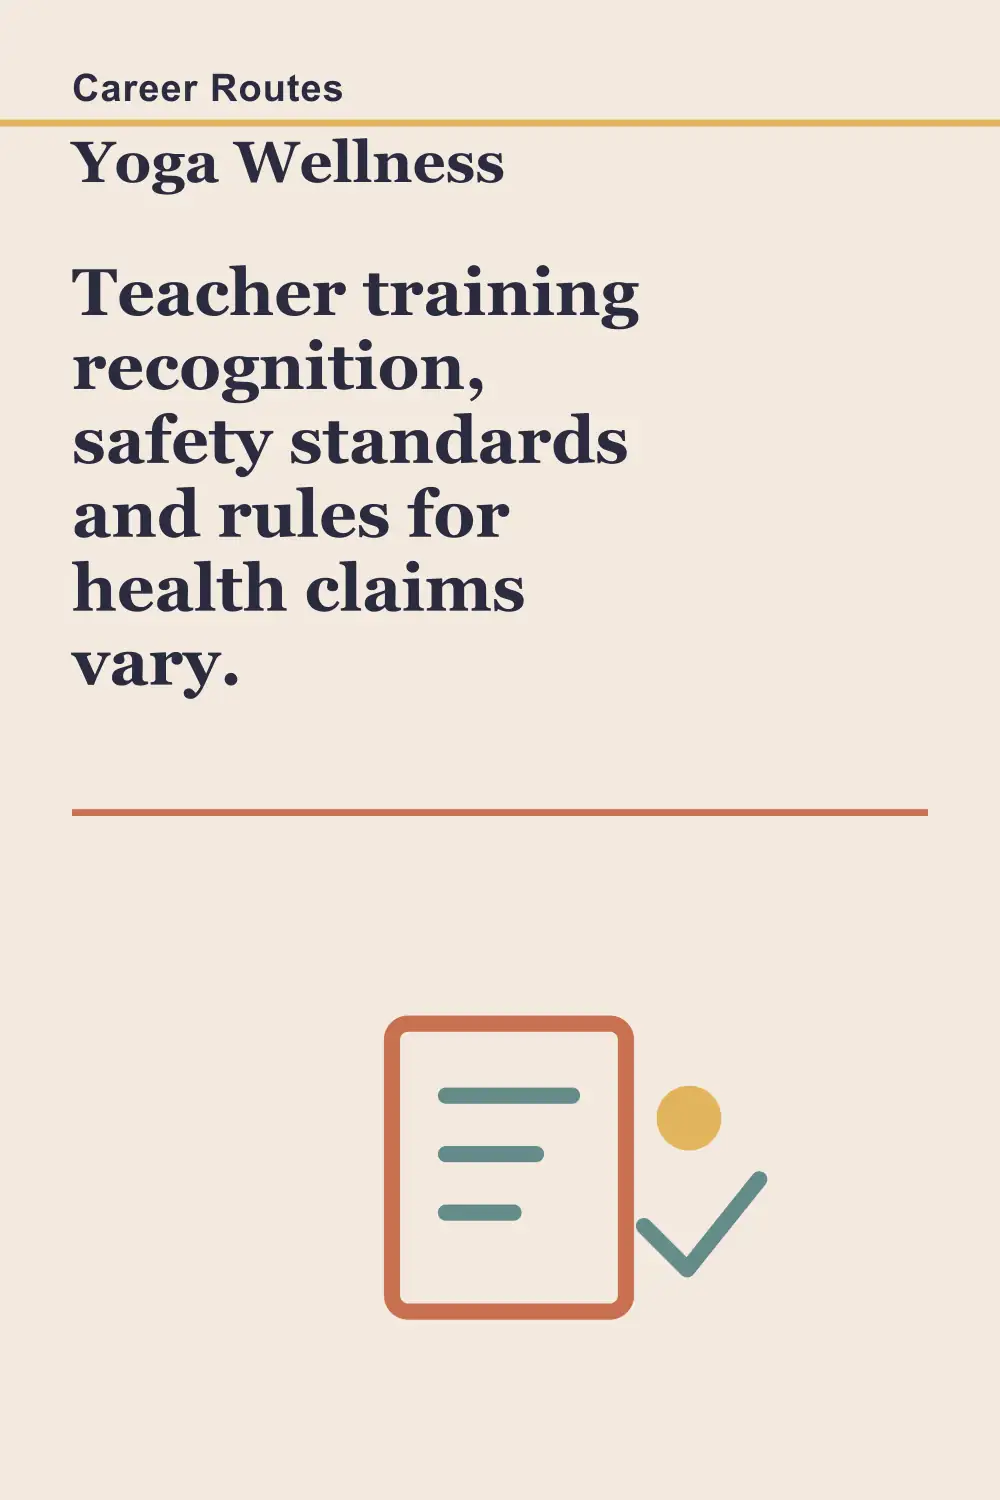 Career Routes
Yoga Wellness
Teacher training
recognition,
safety standards
and rules for
health claims
vary.